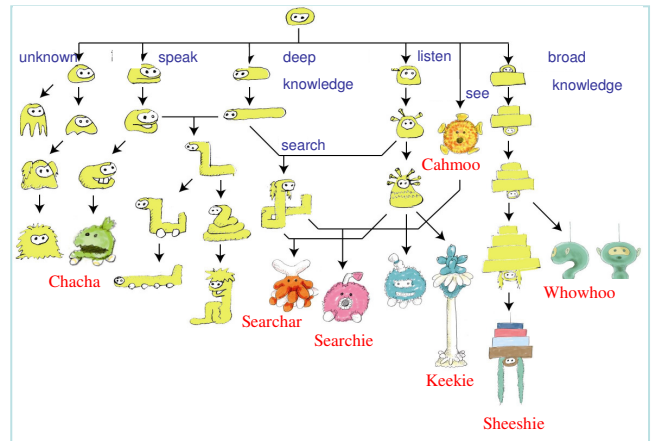 unknown
speak
deep
listen
broad
knowledge
see
knowledge
search
Cahmoo
Chacha
Whowhoo
Searchar
Searchie
Keekie
Sheeshie